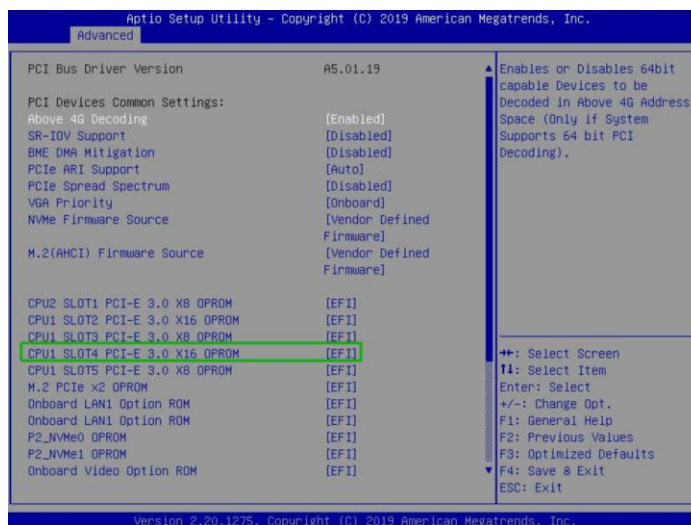 Aptio Setup Utility – Copyright (C) 2019 American Megatrends, Inc.
Advanced
PCI Bus Driver Version A5.01.19
PCI Devices Common Settings:
Above 4G Decoding [Enabled]
SR-IOV Support [Disabled]
BME DMA Mitigation [Disabled]
PCIe ARI Support [Auto]
PCIe Spread Spectrum [Disabled]
VGA Priority [Onboard]
NVMe Firmware Source [Vendor Defined
Firmware]
M.2(AHCI) Firmware Source [Vendor Defined
Firmware]
CPU2 SLOT1 PCI-E 3.0 X8 OPROM [EFI]
CPU1 SLOT2 PCI-E 3.0 X16 OPROM [EFI]
CPU1 SLOT3 PCI-E 3.0 X8 OPROM [EFI]
CPU1 SLOT4 PCI-E 3.0 X16 OPROM [EFI]
CPU1 SLOT5 PCI-E 3.0 X8 OPROM [EFI]
M.2 PCIe x2 OPROM [EFI]
Onboard LAN1 Option ROM [EFI]
Onboard LAN1 Option ROM [EFI]
P2_NVMe0 OPROM [EFI]
P2_NVMe1 OPROM [EFI]
Onboard Video Option ROM [EFI]
Enables or Disables 64bit
capable Devices to be
Decoded in Above 4G Address
Space (Only if System
Supports 64 bit PCI
Decoding).
→←: Select Screen
↑↓: Select Item
Enter: Select
+/-: Change Opt.
F1: General Help
F2: Previous Values
F3: Optimized Defaults
F4: Save & Exit
ESC: Exit
Version 2.20.1275. Copyright (C) 2019 American Megatrends, Inc.